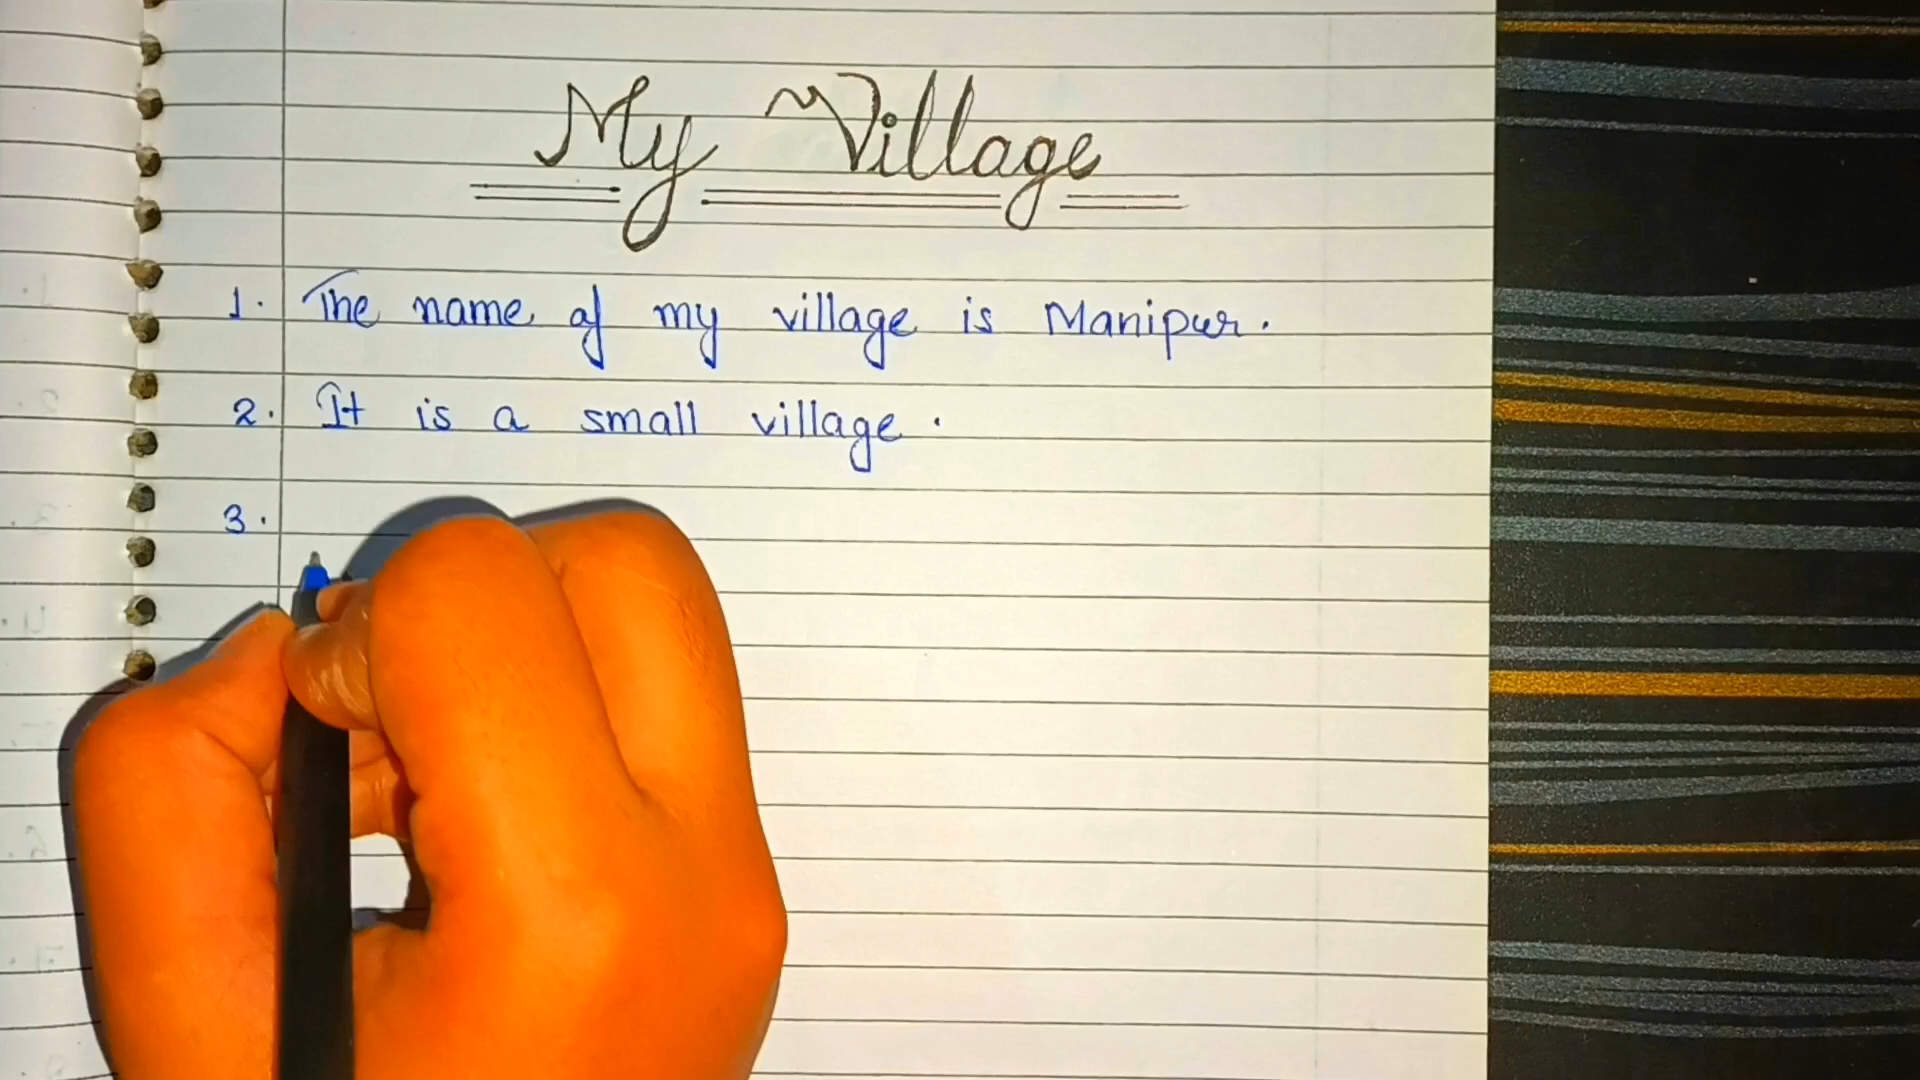 My Village
1. The name of my village is Manipur.
2. It is a small village.
3.